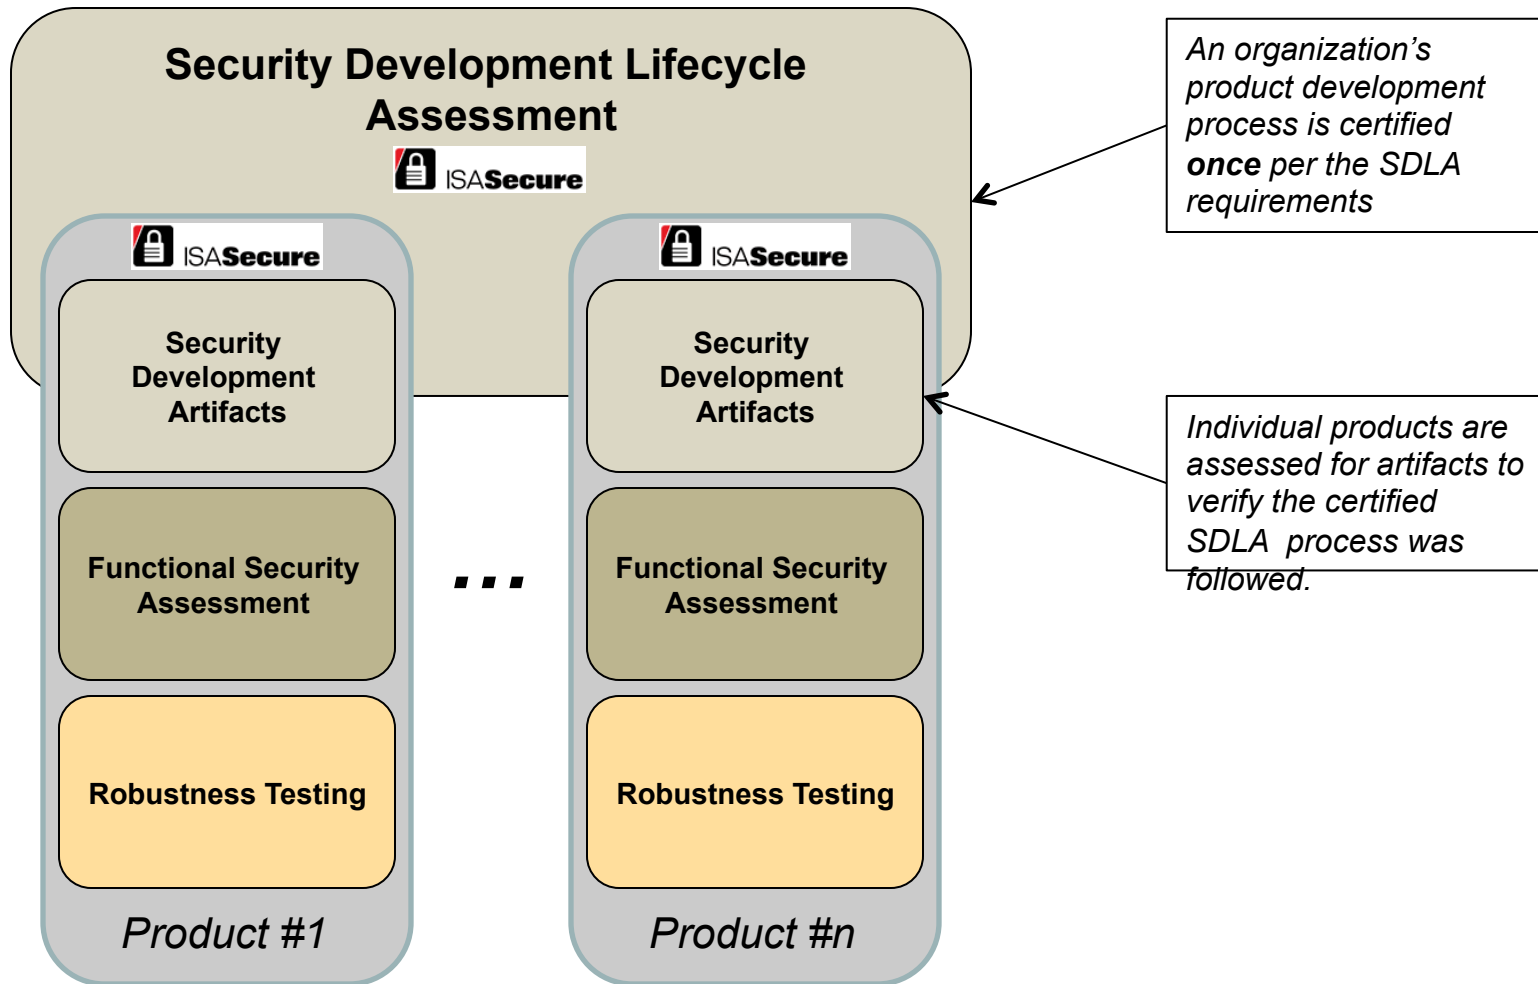 Security Development Lifecycle
Assessment
ISASecure
ISASecure
Security
Development
Artifacts
Functional Security
Assessment
Robustness Testing
Product #1
...
ISASecure
Security
Development
Artifacts
Functional Security
Assessment
Robustness Testing
Product #n
An organization’s
product development
process is certified
once per the SDLA
requirements
Individual products are
assessed for artifacts to
verify the certified
SDLA  process was
followed.